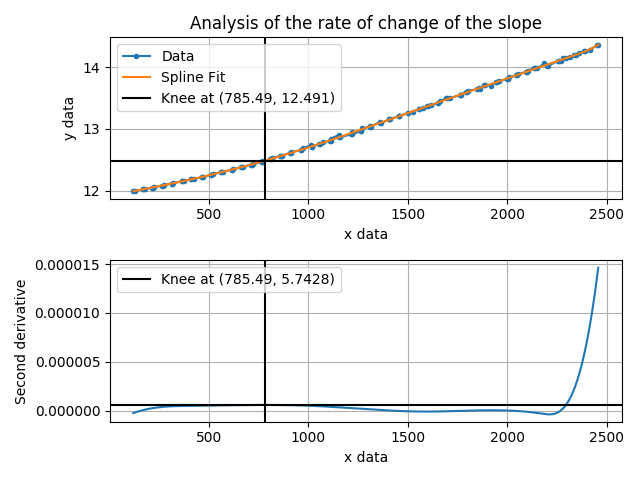 Analysis of the rate of change of the slope
14
13
12
y data
Data
Spline Fit
Knee at (785.49, 12.491)
500
1000
1500
2000
2500
x data
0.000015
0.000010
0.000005
0.000000
Second derivative
Knee at (785.49, 5.7428)
500
1000
1500
2000
2500
x data